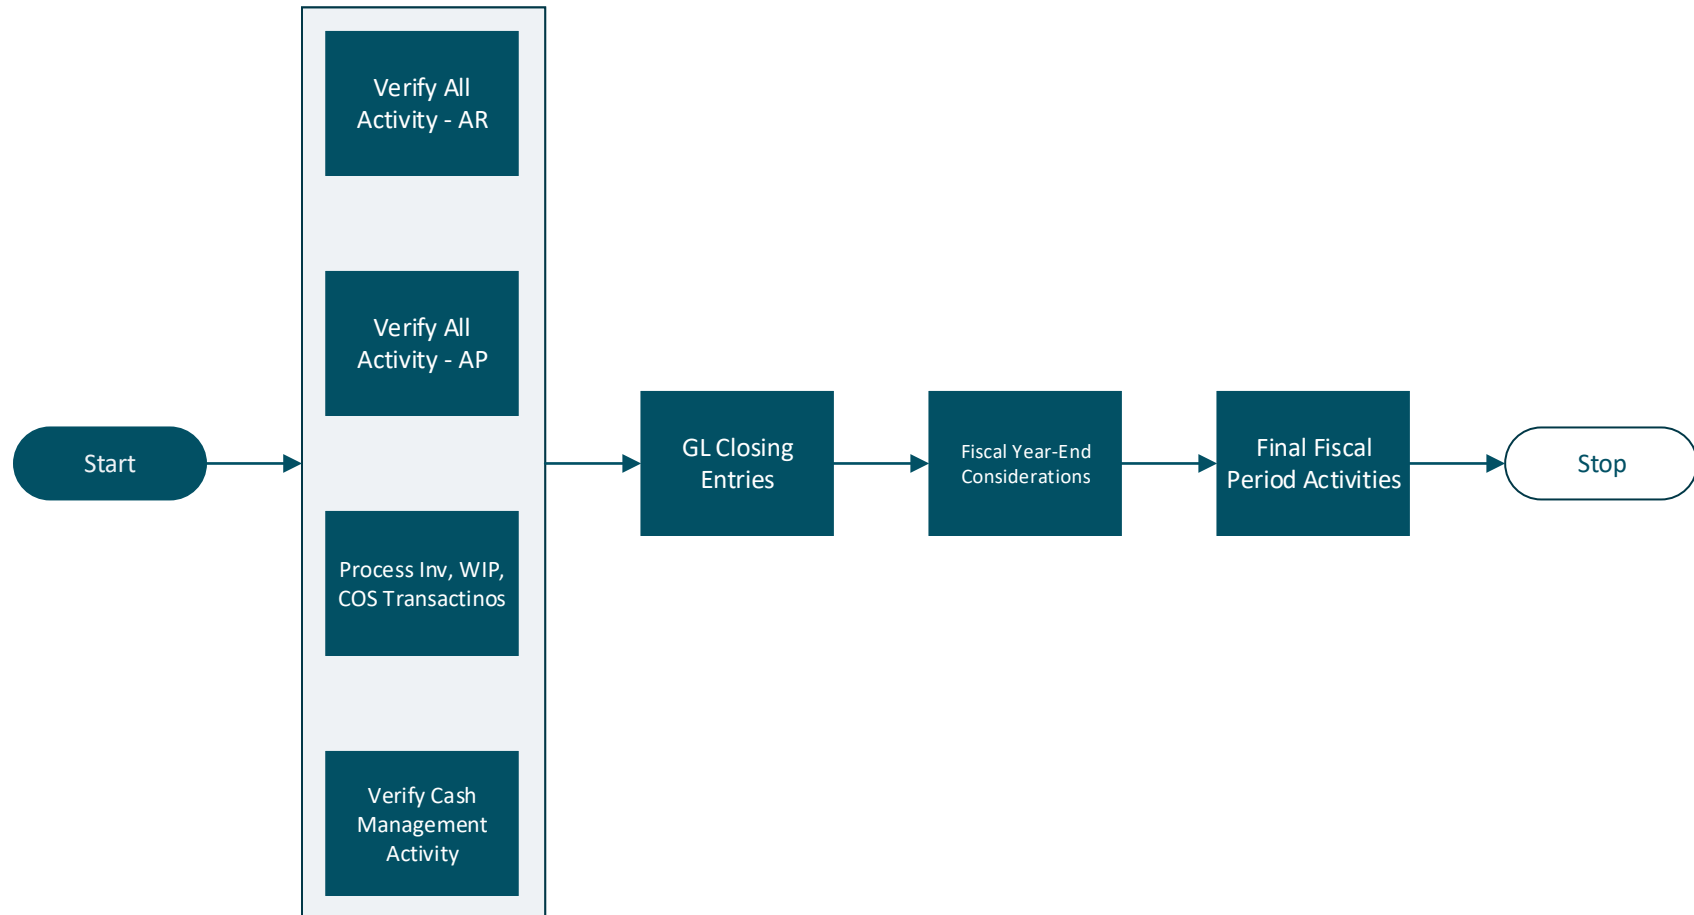 Start
Verify All
Activity - AR
Verify All
Activity - AP
Process Inv, WIP,
COS Transactinos
Verify Cash
Management
Activity
GL Closing
Entries
Fiscal Year-End
Considerations
Final Fiscal
Period Activities
Stop